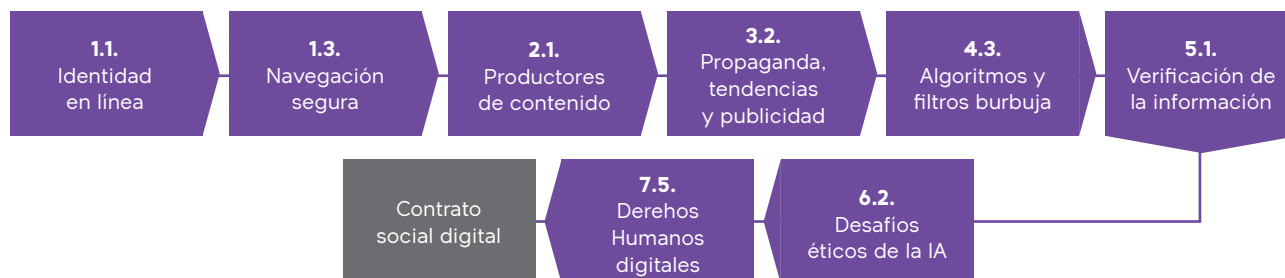 1.1.
Identidad
en línea
1.3.
Navegación
segura
2.1.
Productores
de contenido
3.2.
Propaganda,
tendencias
y publicidad
4.3.
Algoritmos y
filtros burbuja
5.1.
Verificación de
la información
6.2.
Desafíos
éticos de la IA
7.5.
Derehos
Humanos
digitales
Contrato
social digital